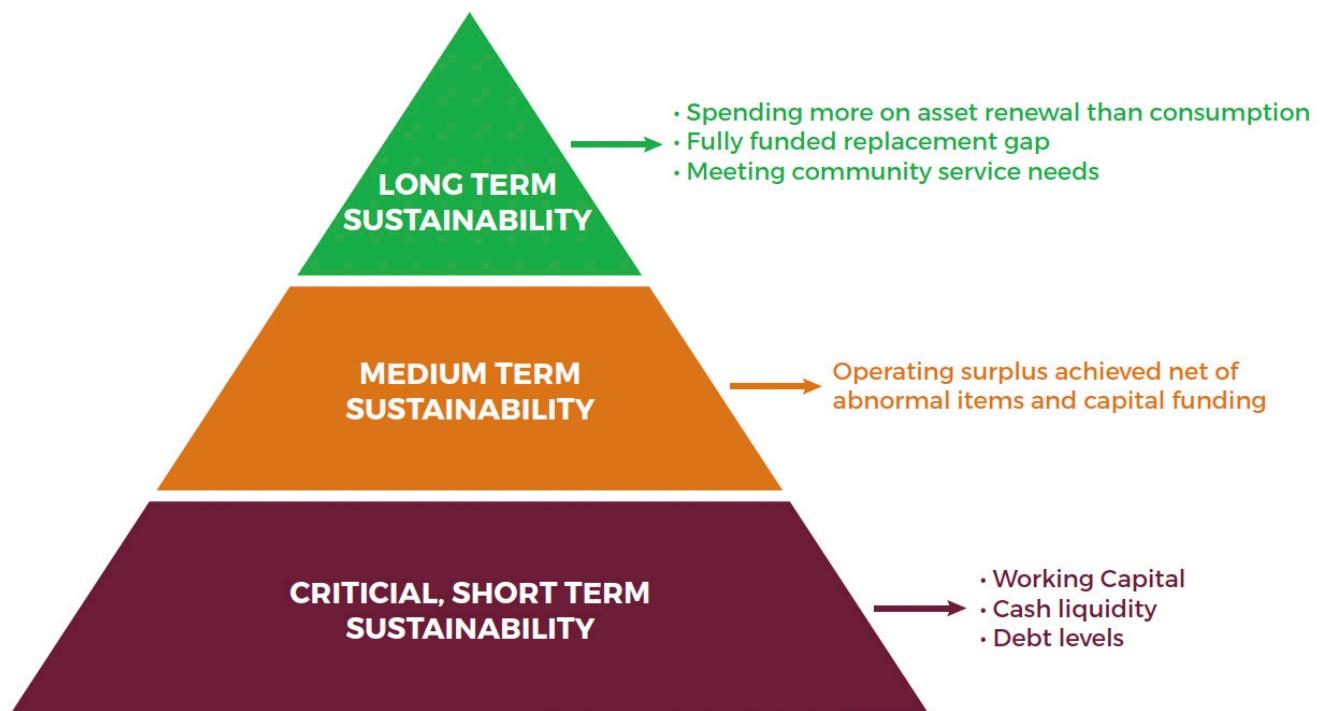 • Spending more on asset renewal than consumption
• Fully funded replacement gap
• Meeting community service needs
LONG TERM
SUSTAINABILITY
MEDIUM TERM
SUSTAINABILITY
Operating surplus achieved net of
abnormal items and capital funding
CRITICIAL, SHORT TERM
SUSTAINABILITY
• Working Capital
• Cash liquidity
• Debt levels